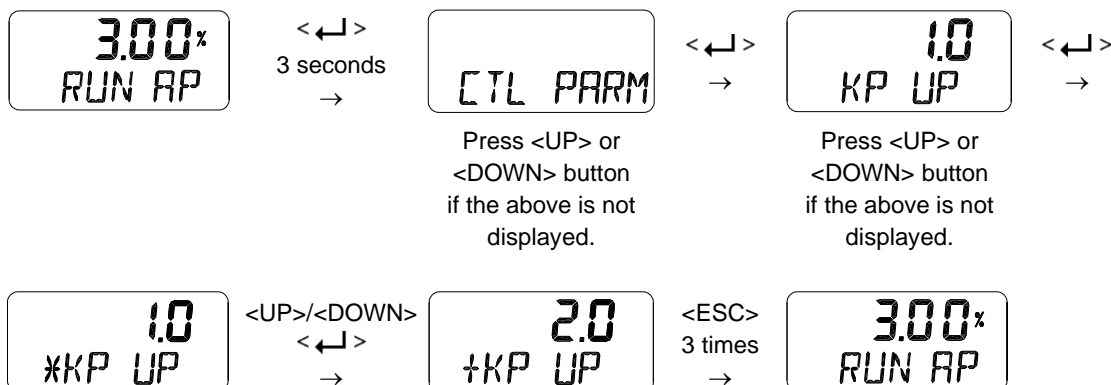 3.00%
RUN AP
< ↵ >
3 seconds
→
CTL PARM
Press <UP> or
<DOWN> button
if the above is not
displayed.
< ↵ >
→
1.0
KP UP
Press <UP> or
<DOWN> button
if the above is not
displayed.
< ↵ >
→
1.0
*KP UP
<UP>/<DOWN>
< ↵ >
→
2.0
+KP UP
<ESC>
3 times
→
3.00%
RUN AP